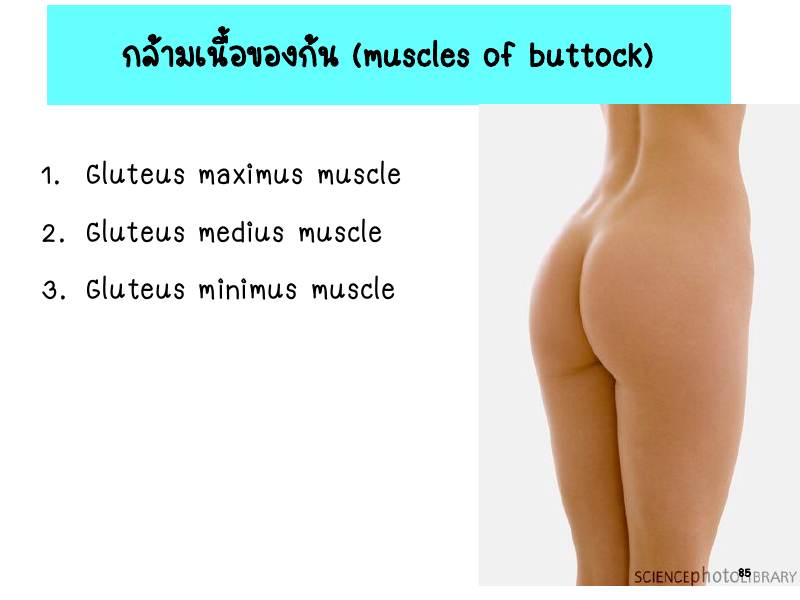 กล้ามเนื้อของก้น (muscles of buttock)
1. Gluteus maximus muscle
2. Gluteus medius muscle
3. Gluteus minimus muscle
SCIENCEphotoLIBRARY
85